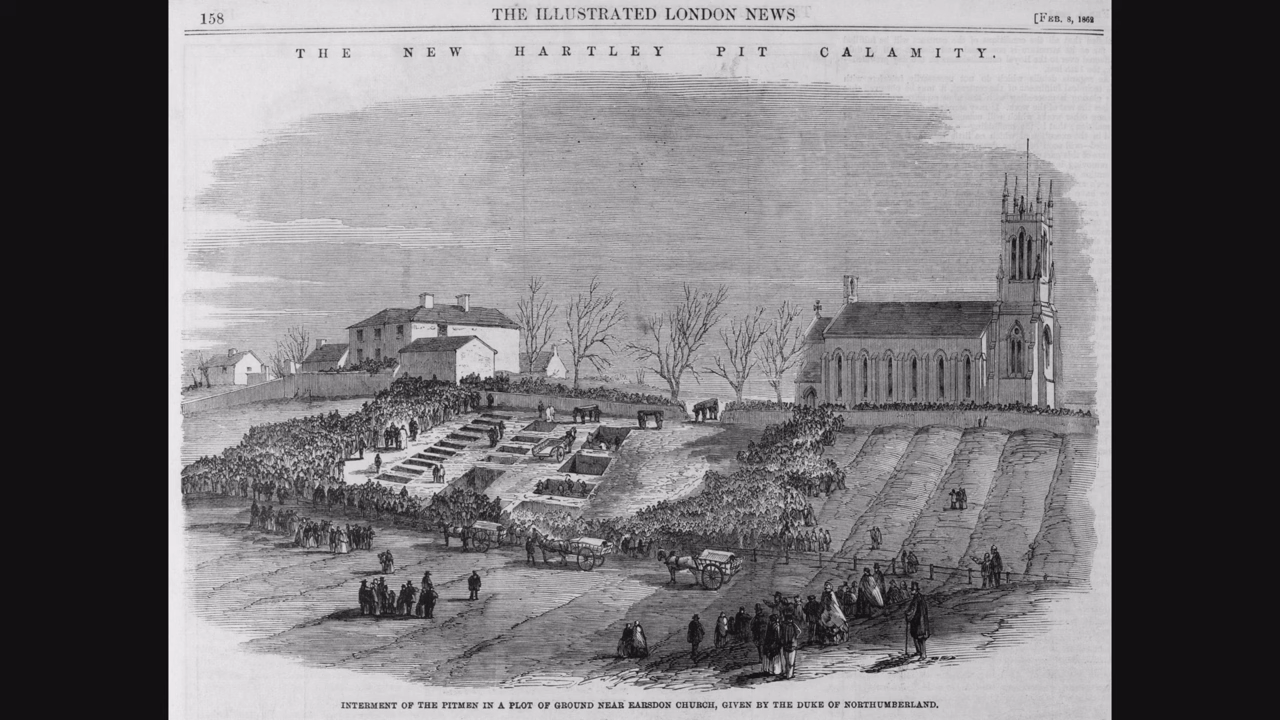 158 THE ILLUSTRATED LONDON NEWS [FEB. 8, 1862
THE NEW HARTLEY PIT CALAMITY.
INTERMENT OF THE PITMEN IN A PLOT OF GROUND NEAR EARSDON CHURCH, GIVEN BY THE DUKE OF NORTHUMBERLAND.